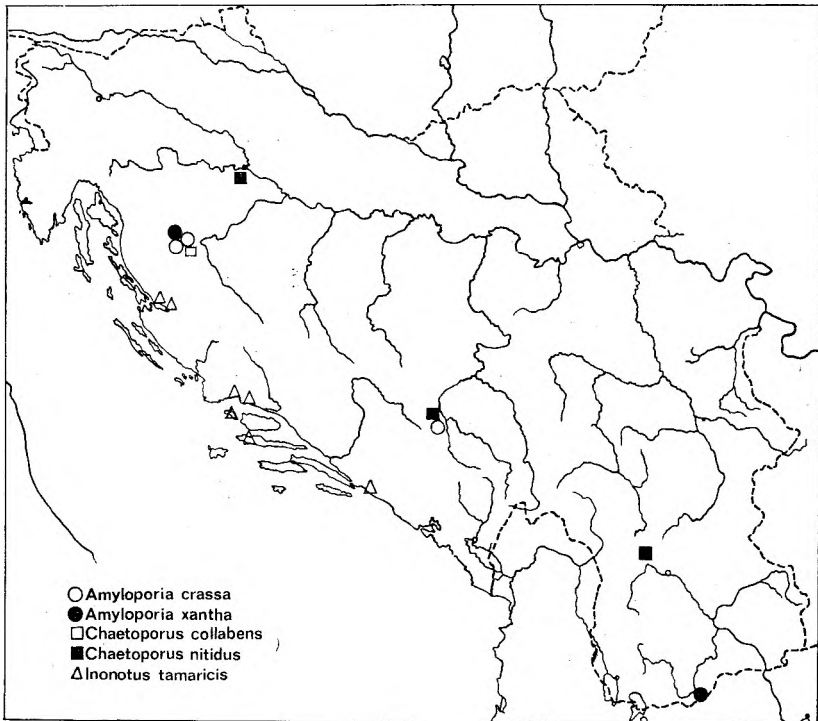 Amyloporia crassa
Amyloporia xantha
Chaetoporus collabens
Chaetoporus nitidus
Inonotus tamaricis